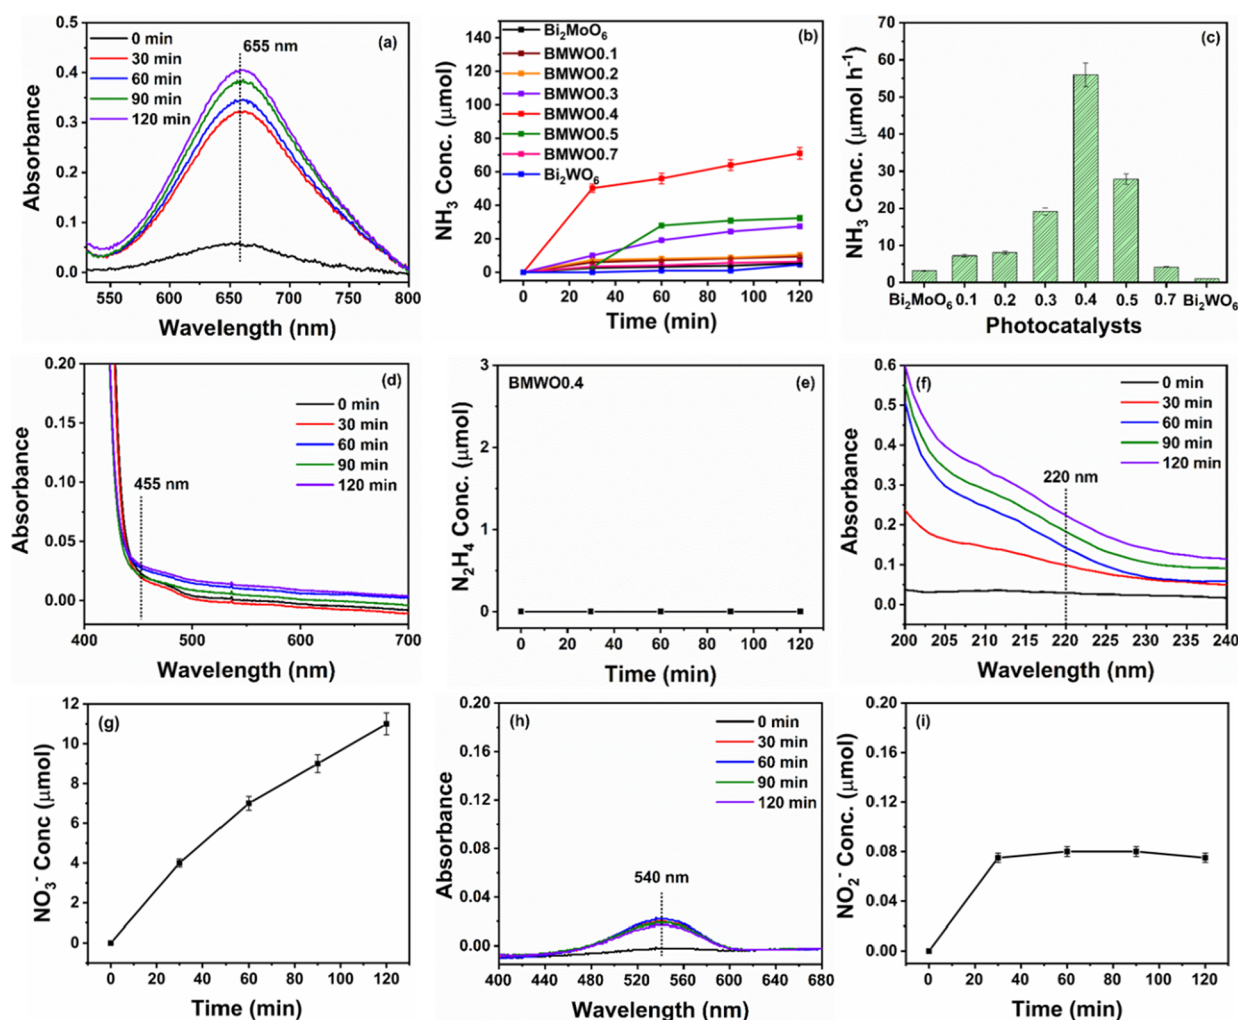 (a)
0 min
30 min
60 min
90 min
120 min
655 nm
0.5
0.4
0.3
0.2
0.1
0.0
550 600 650 700 750 800
Absorbance
Wavelength (nm)
(b)
Bi₂MoO₆
BMWO0.1
BMWO0.2
BMWO0.3
BMWO0.4
BMWO0.5
BMWO0.7
Bi₂WO₆
140
120
100
80
60
40
20
0
0 20 40 60 80 100 120
NH₃ Conc. (μmol)
Time (min)
(c)
70
60
50
40
30
20
10
0
Bi₂MoO₆ 0.1 0.2 0.3 0.4 0.5 0.7 Bi₂WO₆
NH₃ Conc. (μmol h⁻¹)
Photocatalysts
(d)
0 min
30 min
60 min
90 min
120 min
455 nm
0.20
0.15
0.10
0.05
0.00
400 500 600 700
Absorbance
Wavelength (nm)
BMWO0.4 (e)
3
2
1
0
0 20 40 60 80 100 120
N₂H₄ Conc. (μmol)
Time (min)
(f)
0 min
30 min
60 min
90 min
120 min
220 nm
0.6
0.5
0.4
0.3
0.2
0.1
0.0
200 205 210 215 220 225 230 235 240
Absorbance
Wavelength (nm)
(g)
12
10
8
6
4
2
0
0 20 40 60 80 100 120
NO₃⁻ Conc (μmol)
Time (min)
(h)
0 min
30 min
60 min
90 min
120 min
540 nm
0.20
0.16
0.12
0.08
0.04
0.00
400 440 480 520 560 600 640 680
Absorbance
Wavelength (nm)
(i)
0.20
0.16
0.12
0.08
0.04
0.00
0 20 40 60 80 100 120
NO₂⁻ Conc. (μmol)
Time (min)